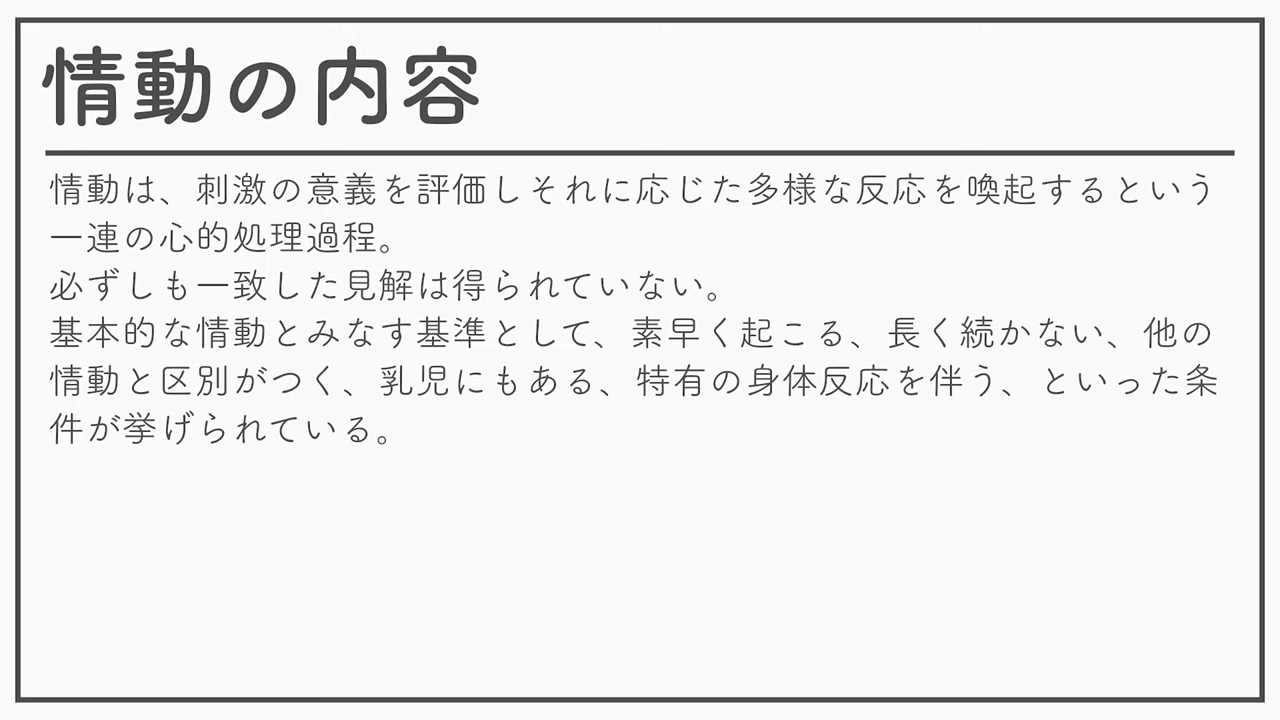 情動の内容
情動は、刺激の意義を評価しそれに応じた多様な反応を喚起するという
一連の心的処理過程。
必ずしも一致した見解は得られていない。
基本的な情動とみなす基準として、素早く起こる、長く続かない、他の
情動と区別がつく、乳児にもある、特有の身体反応を伴う、といった条
件が挙げられている。